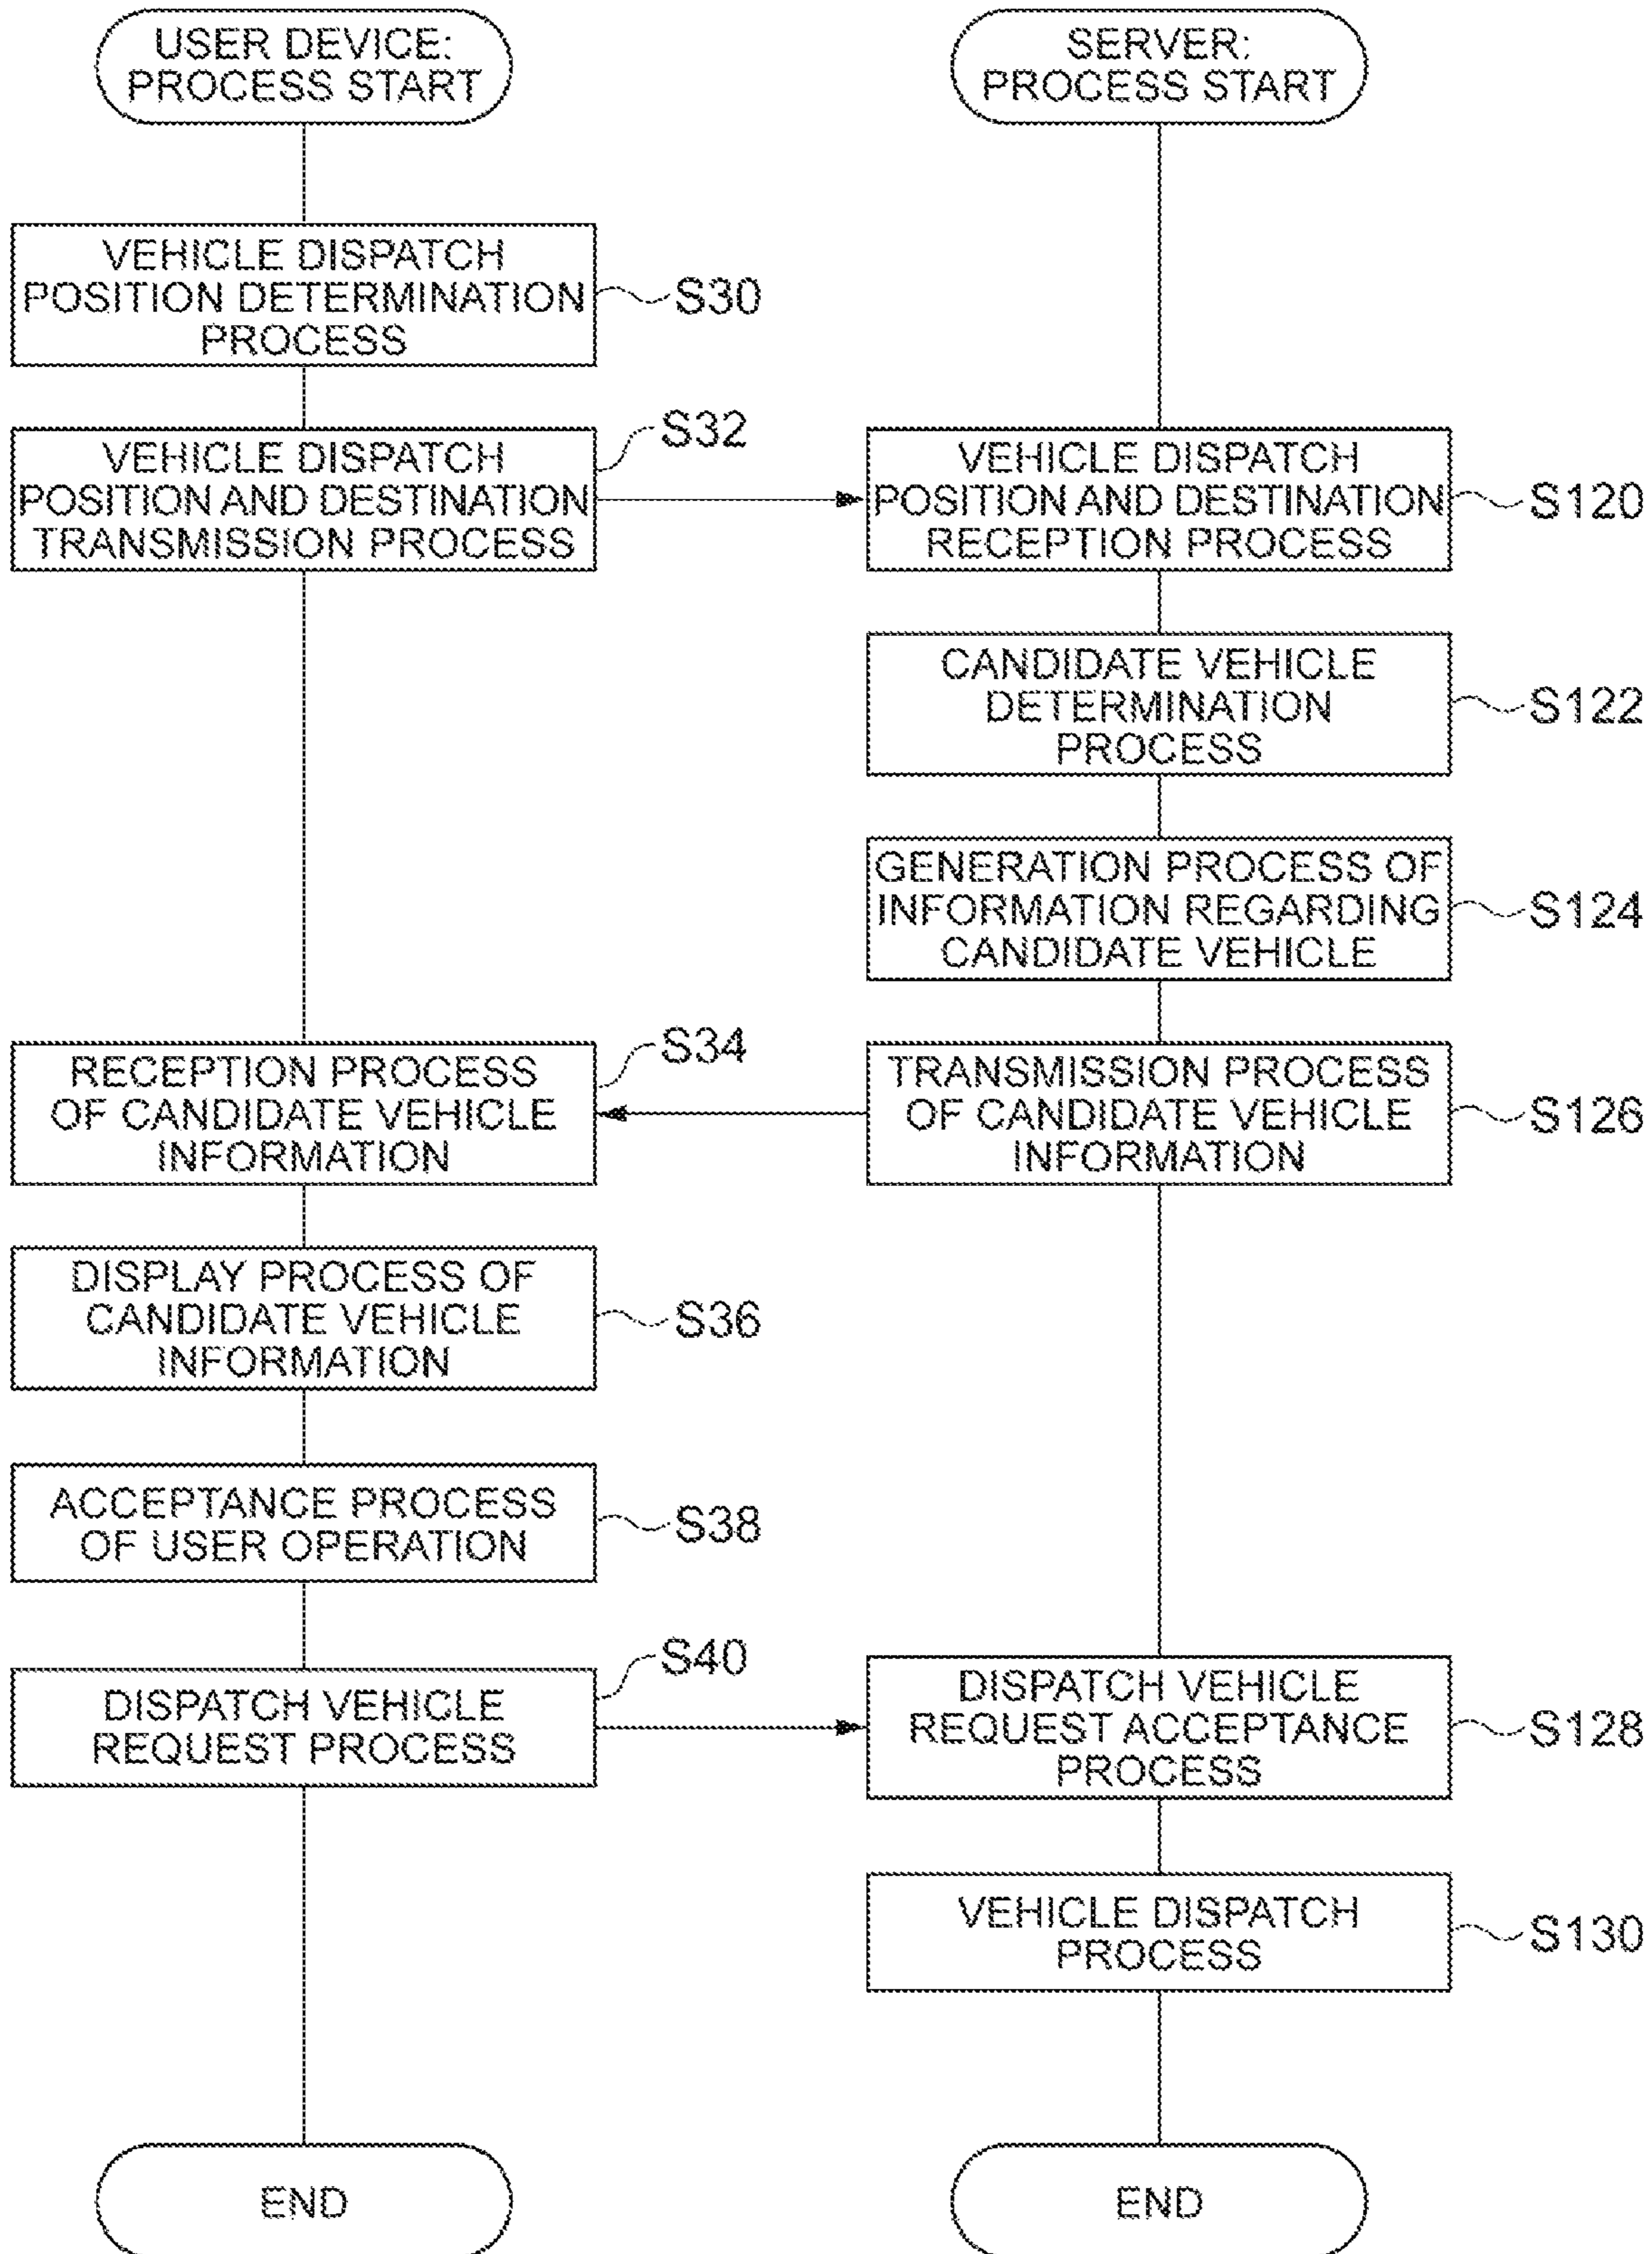 USER DEVICE:
PROCESS START
SERVER:
PROCESS START
VEHICLE DISPATCH
POSITION DETERMINATION
PROCESS
S30
VEHICLE DISPATCH
POSITION AND DESTINATION
TRANSMISSION PROCESS
S32
VEHICLE DISPATCH
POSITION AND DESTINATION
RECEPTION PROCESS
S120
CANDIDATE VEHICLE
DETERMINATION
PROCESS
S122
GENERATION PROCESS OF
INFORMATION REGARDING
CANDIDATE VEHICLE
S124
RECEPTION PROCESS
OF CANDIDATE VEHICLE
INFORMATION
S34
TRANSMISSION PROCESS
OF CANDIDATE VEHICLE
INFORMATION
S126
DISPLAY PROCESS OF
CANDIDATE VEHICLE
INFORMATION
S36
ACCEPTANCE PROCESS
OF USER OPERATION
S38
DISPATCH VEHICLE
REQUEST PROCESS
S40
DISPATCH VEHICLE
REQUEST ACCEPTANCE
PROCESS
S128
VEHICLE DISPATCH
PROCESS
S130
END
END